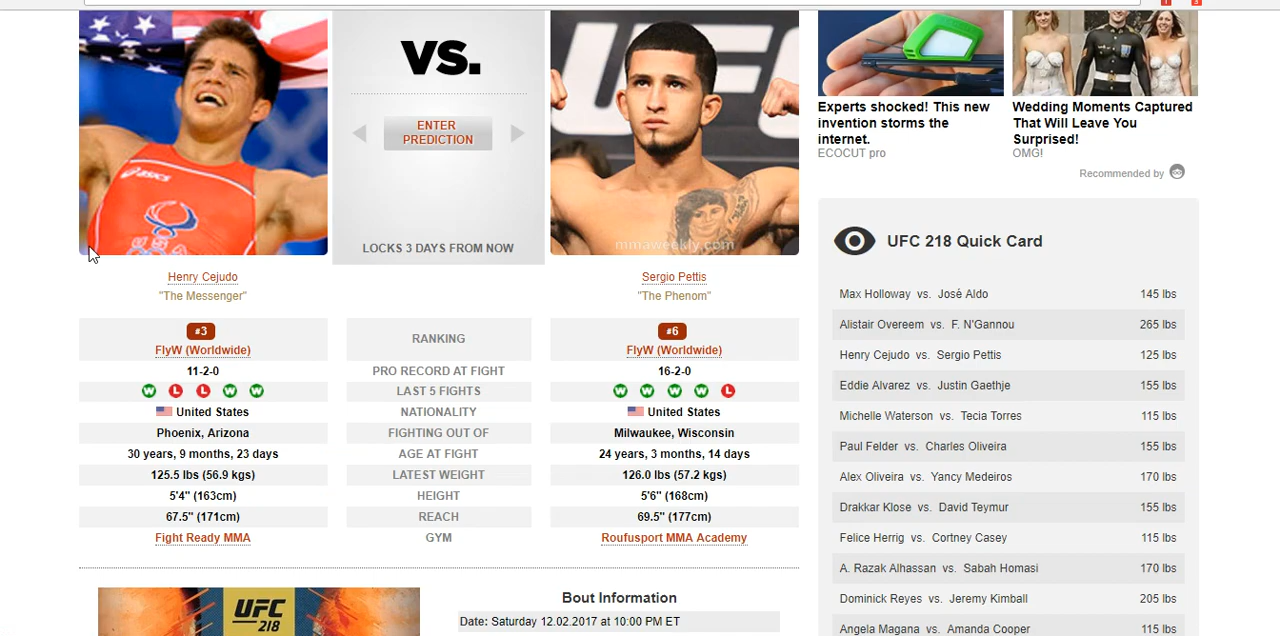 VS.
ENTER
PREDICTION
LOCKS 3 DAYS FROM NOW
asics
UFC
mmaweekly.com
Henry Cejudo
"The Messenger"
Sergio Pettis
"The Phenom"
#3
FlyW (Worldwide)
RANKING
#6
FlyW (Worldwide)
11-2-0
PRO RECORD AT FIGHT
16-2-0
W L L W W
LAST 5 FIGHTS
W W W W L
United States
NATIONALITY
United States
Phoenix, Arizona
FIGHTING OUT OF
Milwaukee, Wisconsin
30 years, 9 months, 23 days
AGE AT FIGHT
24 years, 3 months, 14 days
125.5 lbs (56.9 kgs)
LATEST WEIGHT
126.0 lbs (57.2 kgs)
5'4" (163cm)
HEIGHT
5'6" (168cm)
67.5" (171cm)
REACH
69.5" (177cm)
Fight Ready MMA
GYM
Roufusport MMA Academy
UFC
218
Bout Information
Date: Saturday 12.02.2017 at 10:00 PM ET
Experts shocked! This new
invention storms the
internet.
ECOCUT pro
Wedding Moments Captured
That Will Leave You
Surprised!
OMG!
Recommended by
UFC 218 Quick Card
Max Holloway vs. José Aldo 145 lbs
Alistair Overeem vs. F. N'Gannou 265 lbs
Henry Cejudo vs. Sergio Pettis 125 lbs
Eddie Alvarez vs. Justin Gaethje 155 lbs
Michelle Waterson vs. Tecia Torres 115 lbs
Paul Felder vs. Charles Oliveira 155 lbs
Alex Oliveira vs. Yancy Medeiros 170 lbs
Drakkar Klose vs. David Teymur 155 lbs
Felice Herrig vs. Cortney Casey 115 lbs
A. Razak Alhassan vs. Sabah Homasi 170 lbs
Dominick Reyes vs. Jeremy Kimball 205 lbs
Angela Magana vs. Amanda Cooper 115 lbs